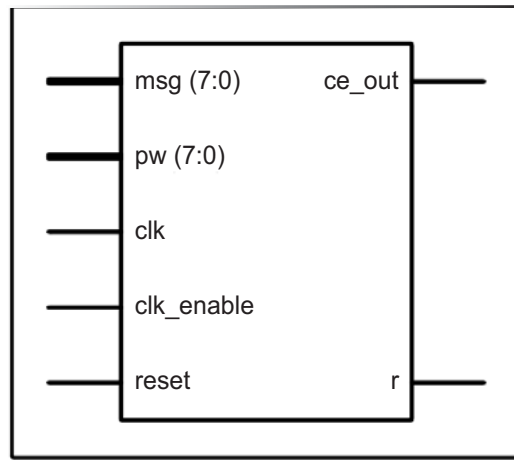 msg (7:0) ce_out
pw (7:0)
clk
clk_enable
reset r